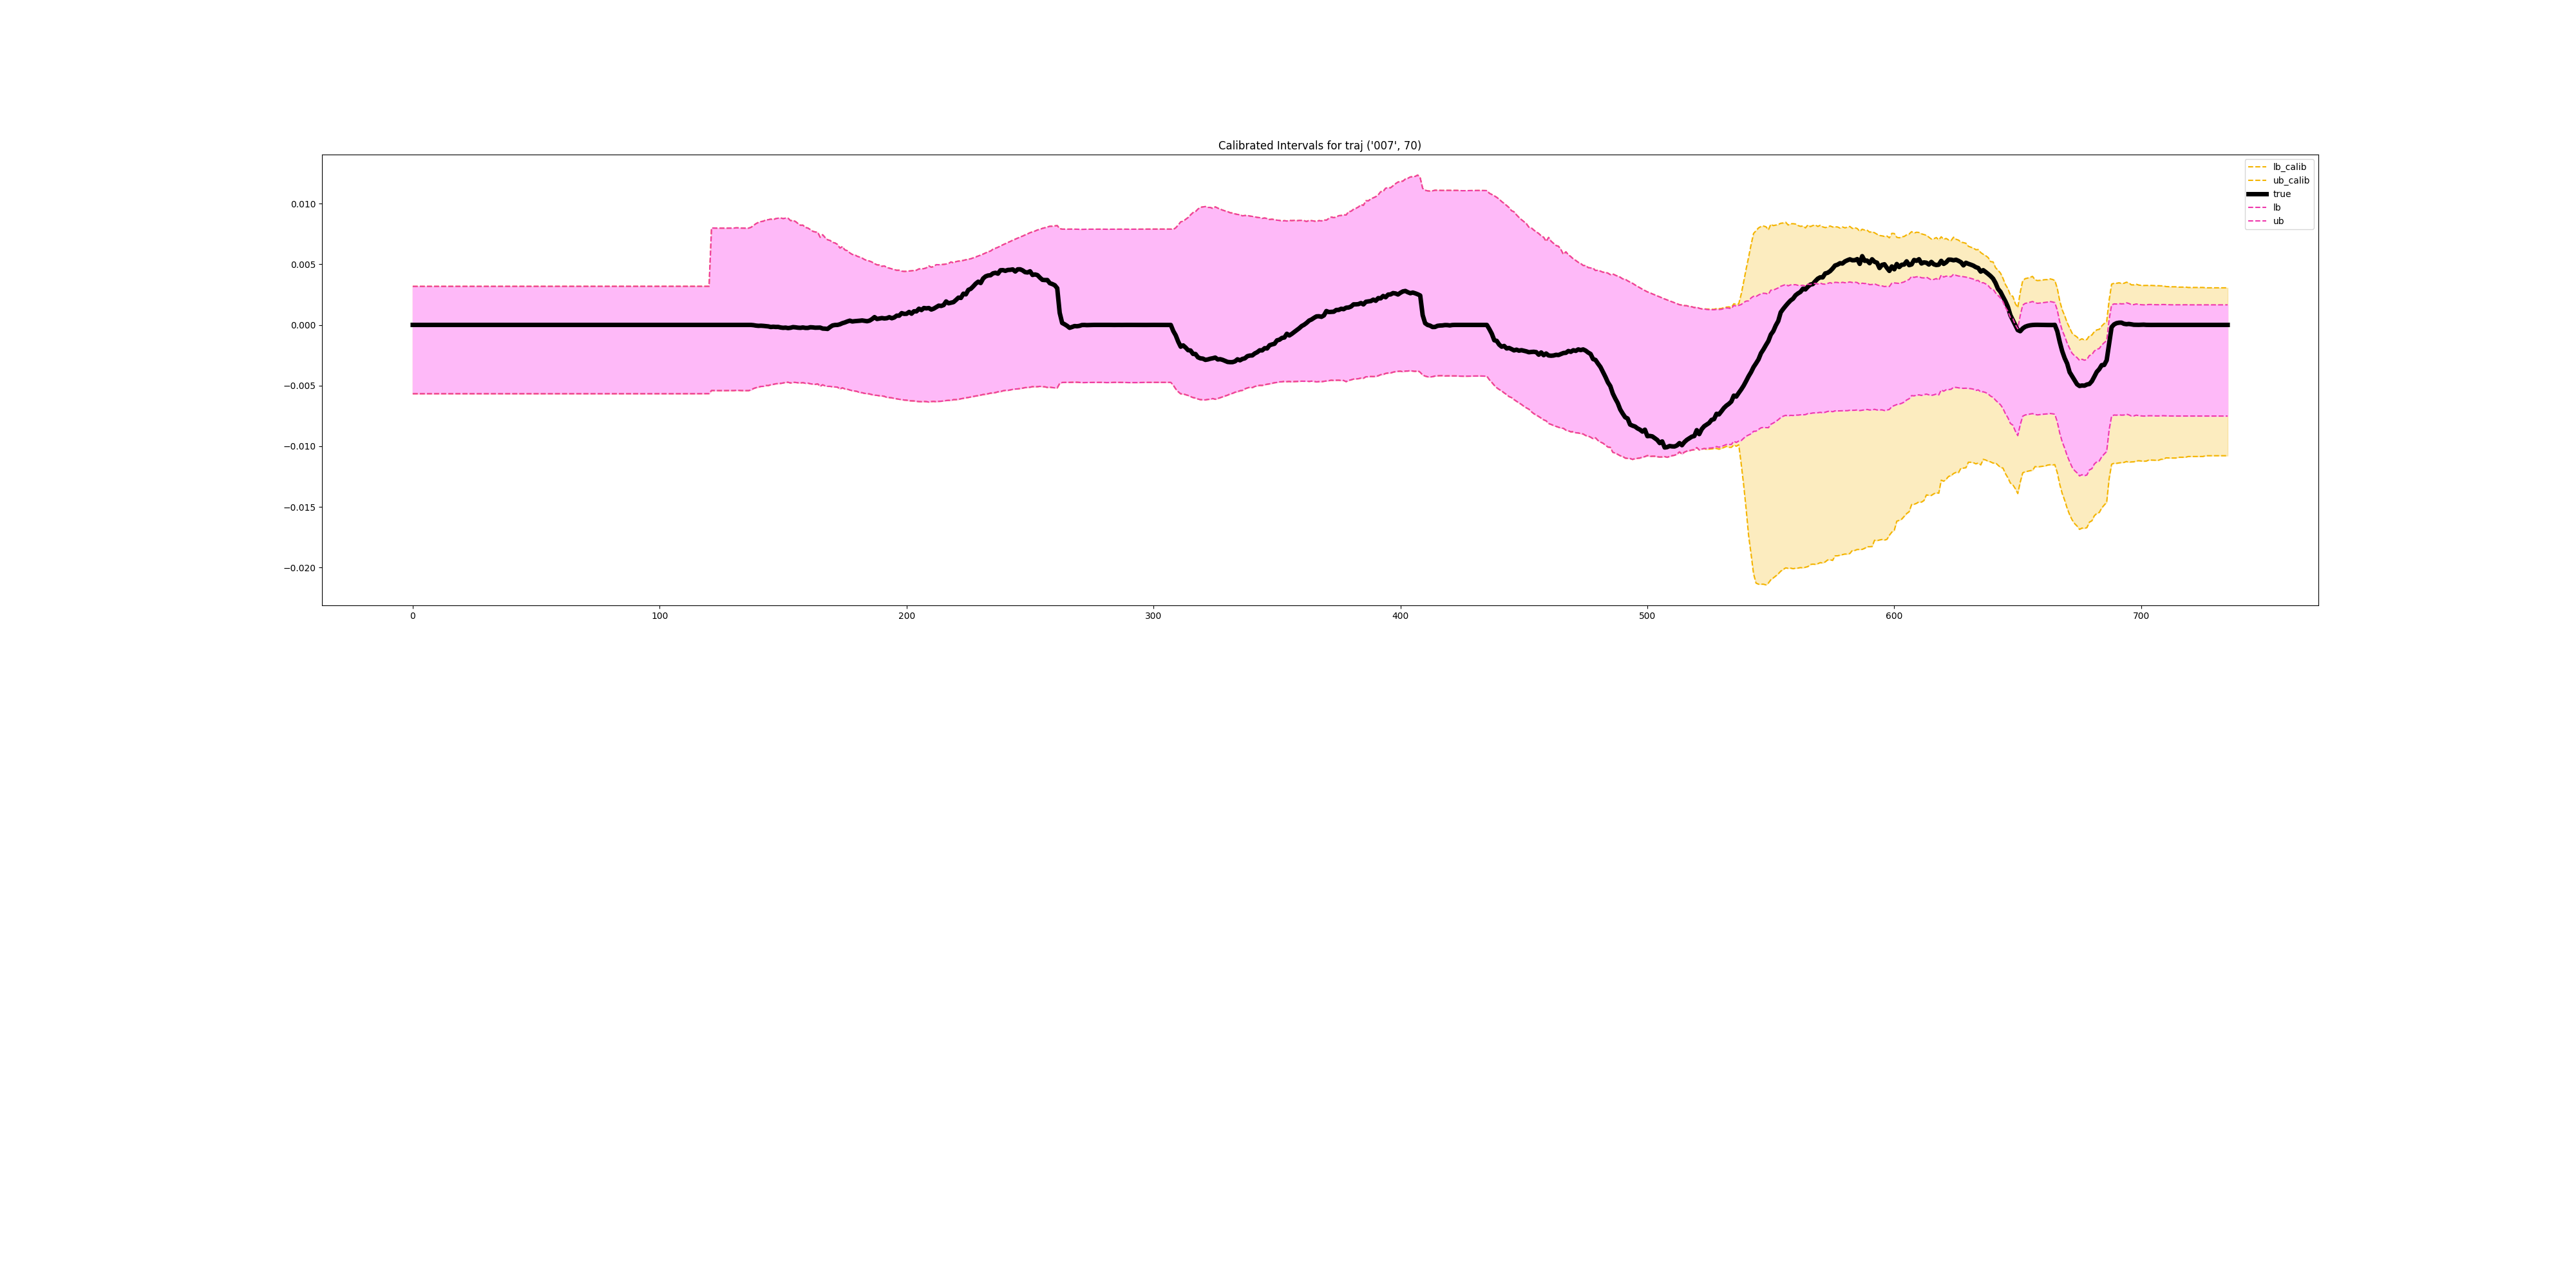 Calibrated Intervals for traj ('007', 70)
lb_calib
ub_calib
true
lb
ub
0.010
0.005
0.000
−0.005
−0.010
−0.015
−0.020
0 100 200 300 400 500 600 700